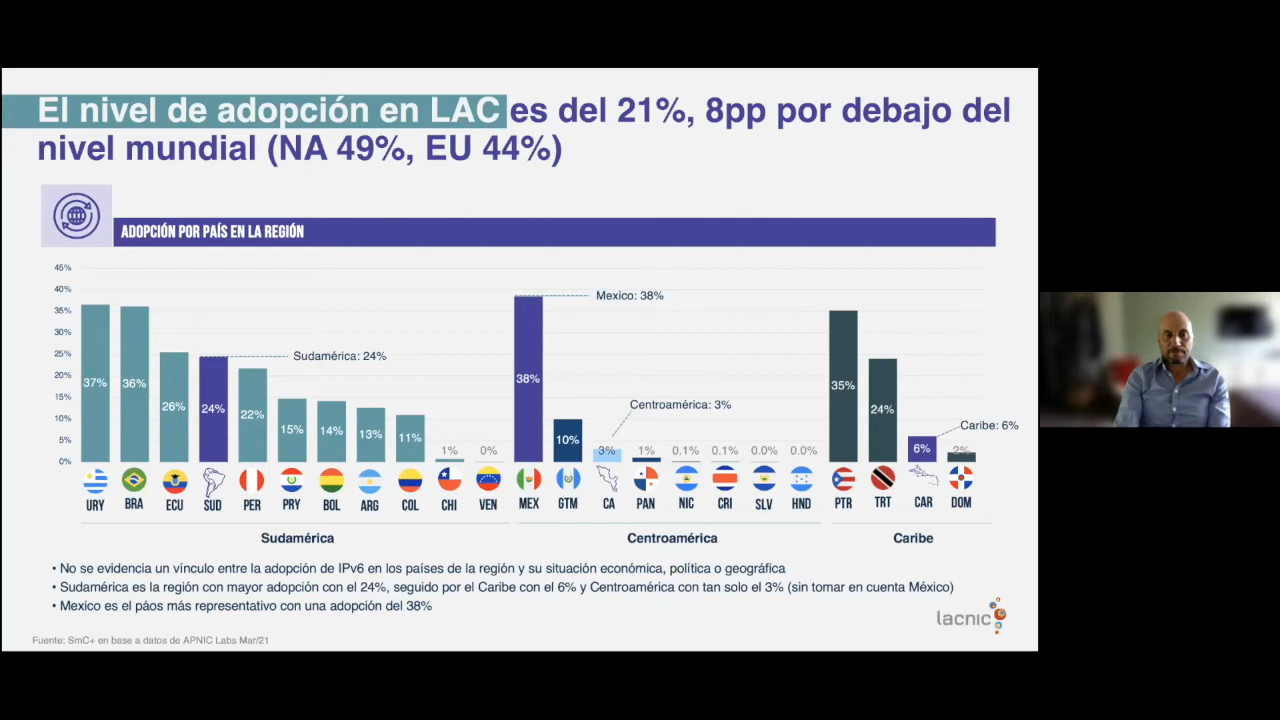 El nivel de adopción en LAC es del 21%, 8pp por debajo del
nivel mundial (NA 49%, EU 44%)
ADOPCIÓN POR PAÍS EN LA REGIÓN
45%
40%
35%
30%
25%
20%
15%
10%
5%
0%
37%
36%
26%
24%
22%
15%
14%
13%
11%
1%
0%
Sudamérica: 24%
38%
10%
3%
1%
0.1%
0.1%
0.0%
0.0%
Mexico: 38%
Centroamérica: 3%
35%
24%
6%
2%
Caribe: 6%
URY BRA ECU SUD PER PRY BOL ARG COL CHI VEN MEX GTM CA PAN NIC CRI SLV HND PTR TRT CAR DOM
Sudamérica Centroamérica Caribe
• No se evidencia un vínculo entre la adopción de IPv6 en los países de la región y su situación económica, política o geográfica
• Sudamérica es la región con mayor adopción con el 24%, seguido por el Caribe con el 6% y Centroamérica con tan solo el 3% (sin tomar en cuenta México)
• Mexico es el páos más representativo con una adopción del 38%
lacnic
Fuente: SmC+ en base a datos de APNIC Labs Mar/21